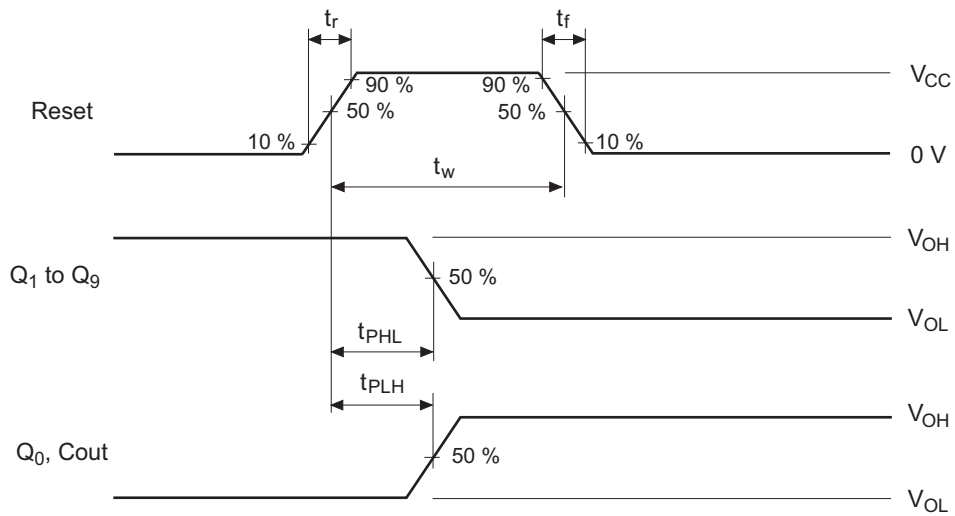 t_r t_f
90 % 90 % V_CC
Reset 50 % 50 %
10 % 10 %
0 V
t_w
V_OH
Q_1 to Q_9 50 %
V_OL
t_PHL
t_PLH
V_OH
Q_0, Cout 50 %
V_OL